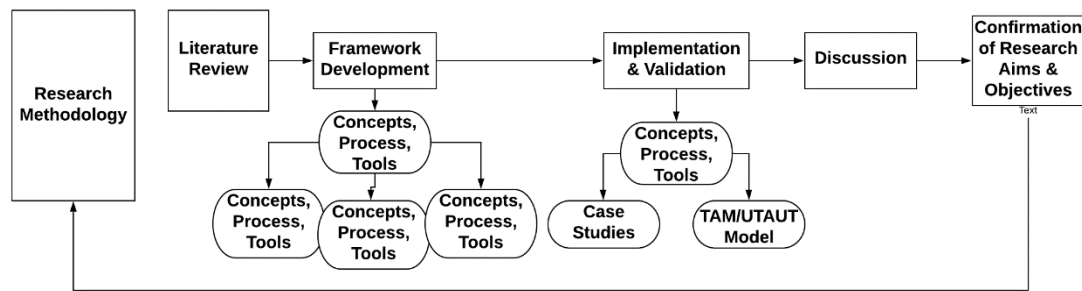 Research
Methodology
Literature
Review
Framework
Development
Implementation
& Validation
Discussion
Confirmation
of Research
Aims &
Objectives
Text
Concepts,
Process,
Tools
Concepts,
Process,
Tools
Concepts,
Process,
Tools
Concepts,
Process,
Tools
Concepts,
Process,
Tools
Case
Studies
TAM/UTAUT
Model